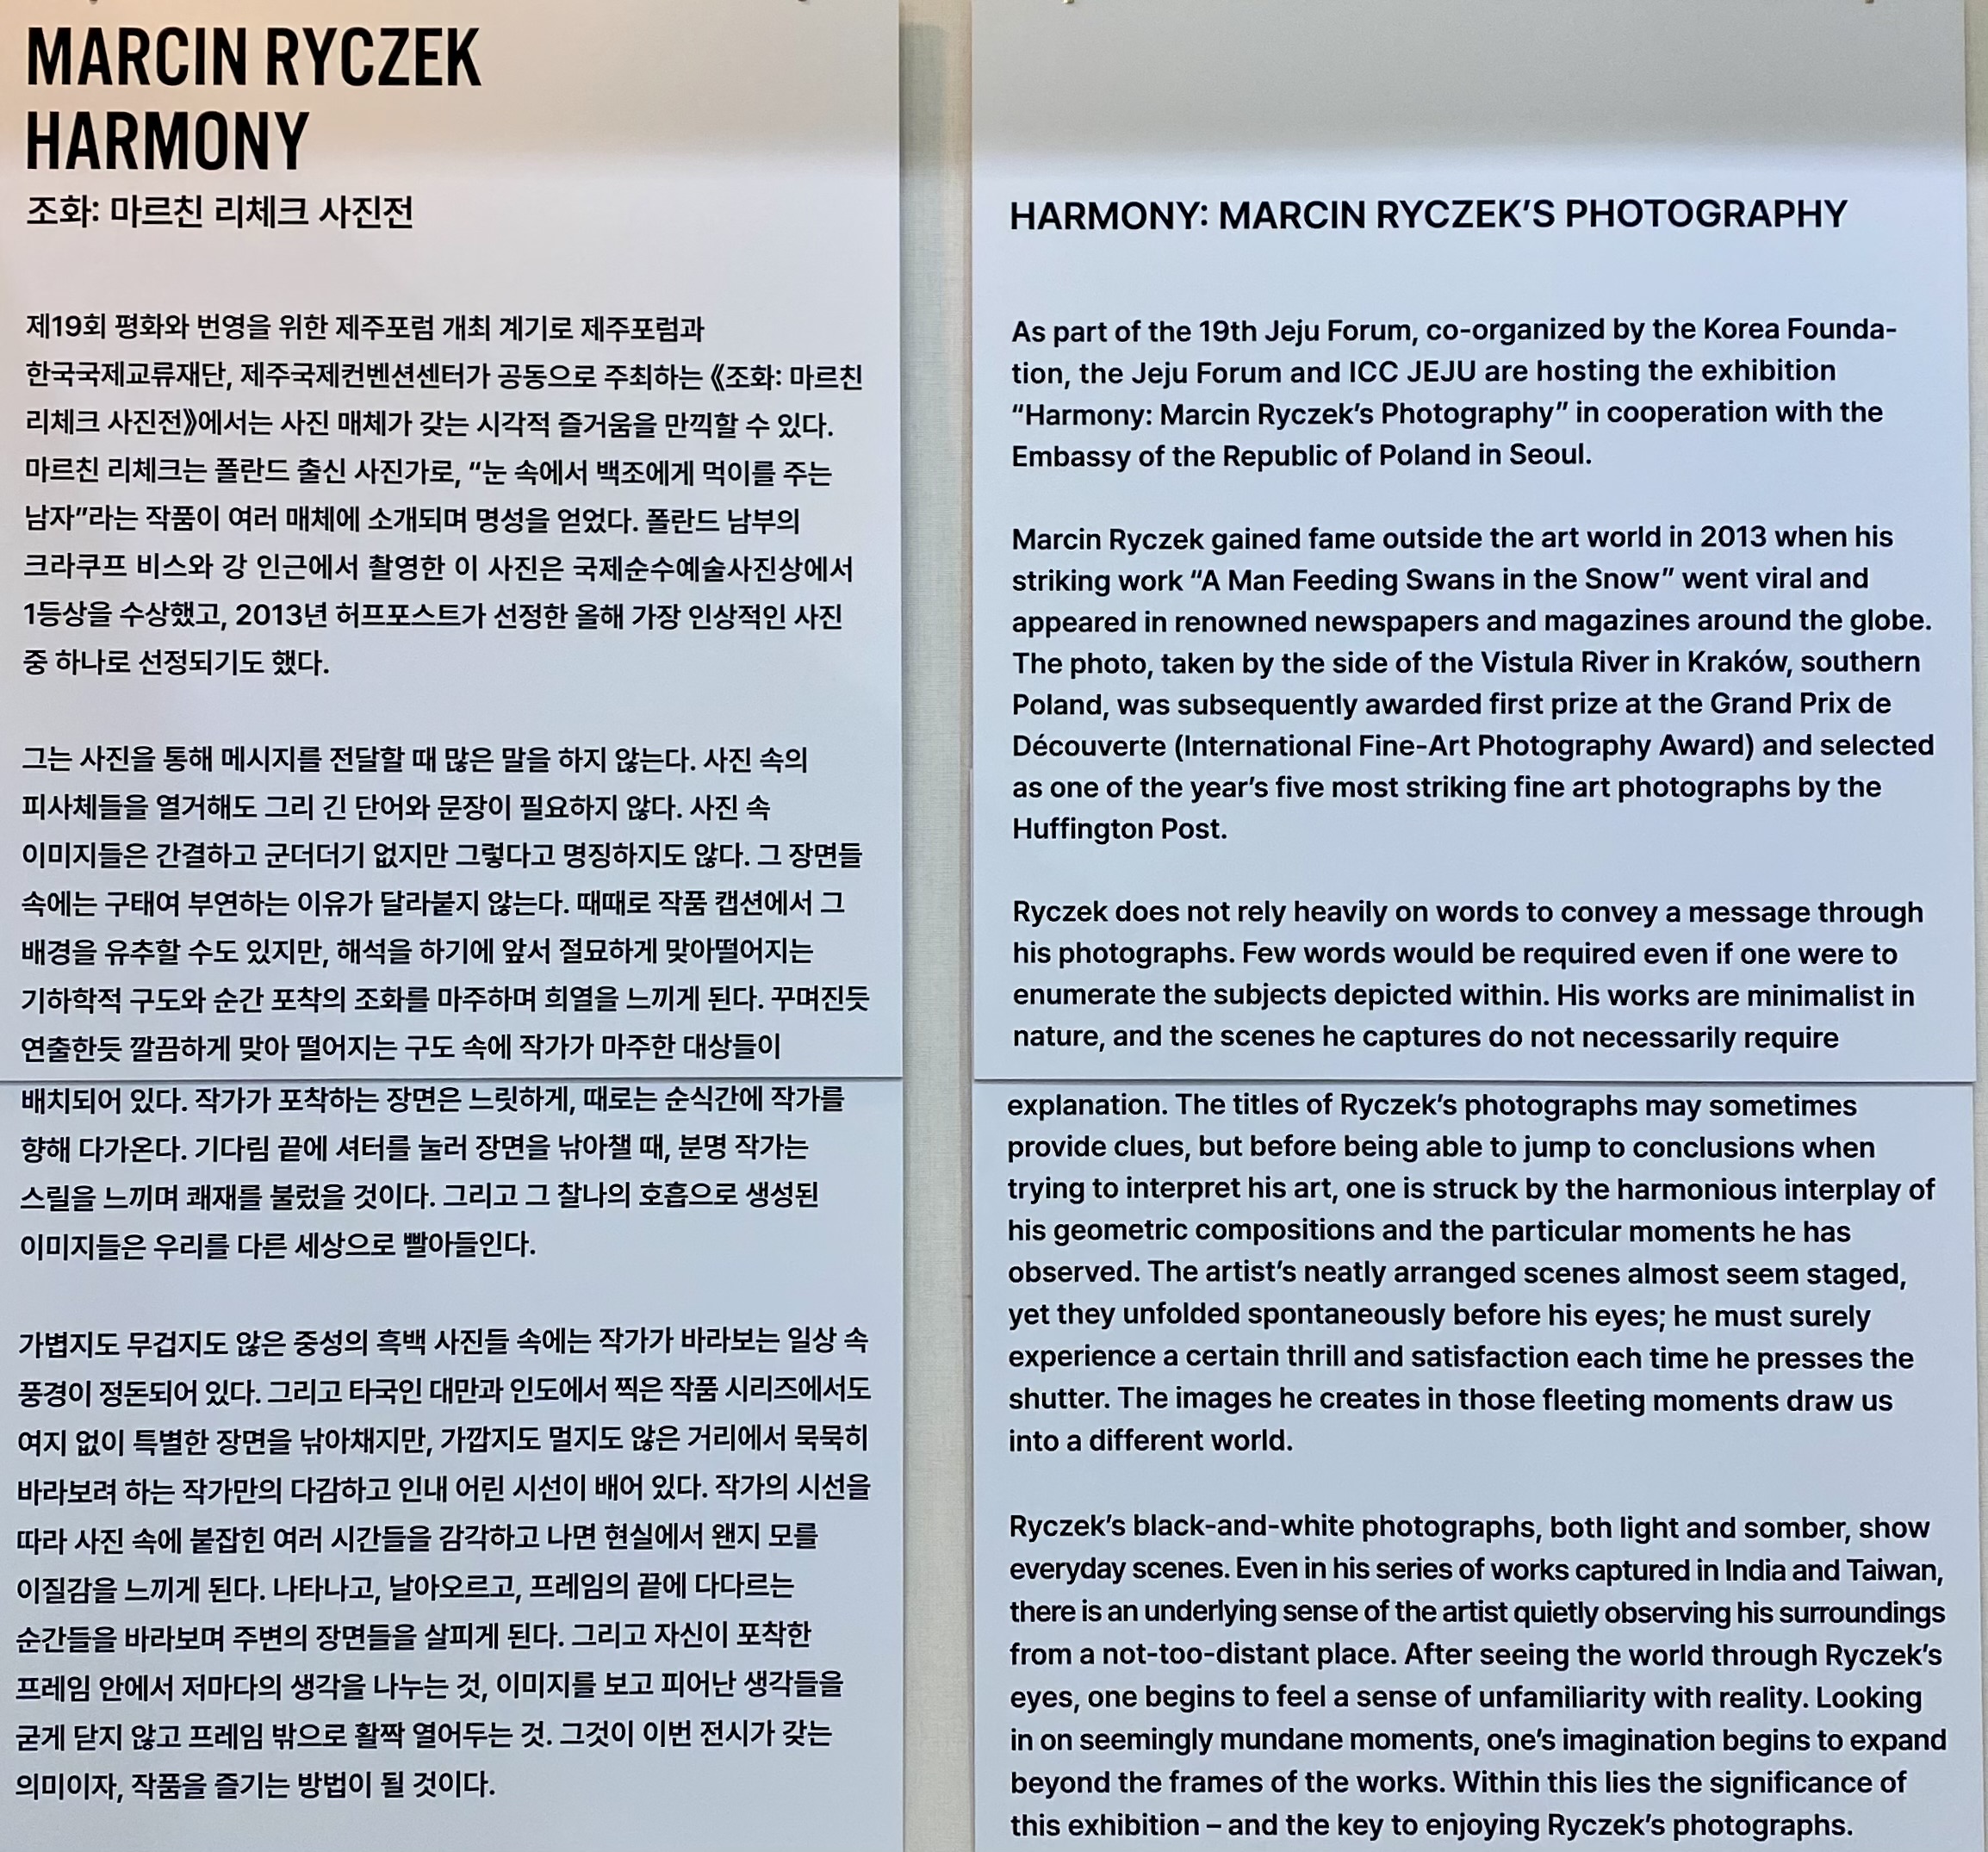 MARCIN RYCZEK
HARMONY
조화: 마르친 리체크 사진전
제19회 평화와 번영을 위한 제주포럼 개최 계기로 제주포럼과
한국국제교류재단, 제주국제컨벤션센터가 공동으로 주최하는 《조화: 마르친
리체크 사진전》에서는 사진 매체가 갖는 시각적 즐거움을 만끽할 수 있다.
마르친 리체크는 폴란드 출신 사진가로, “눈 속에서 백조에게 먹이를 주는
남자”라는 작품이 여러 매체에 소개되며 명성을 얻었다. 폴란드 남부의
크라쿠프 비스와 강 인근에서 촬영한 이 사진은 국제순수예술사진상에서
1등상을 수상했고, 2013년 허프포스트가 선정한 올해 가장 인상적인 사진
중 하나로 선정되기도 했다.
그는 사진을 통해 메시지를 전달할 때 많은 말을 하지 않는다. 사진 속의
피사체들을 열거해도 그리 긴 단어와 문장이 필요하지 않다. 사진 속
이미지들은 간결하고 군더더기 없지만 그렇다고 명징하지도 않다. 그 장면들
속에는 구태여 부연하는 이유가 달라붙지 않는다. 때때로 작품 캡션에서 그
배경을 유추할 수도 있지만, 해석을 하기에 앞서 절묘하게 맞아떨어지는
기하학적 구도와 순간 포착의 조화를 마주하며 희열을 느끼게 된다. 꾸며진듯
연출한듯 깔끔하게 맞아 떨어지는 구도 속에 작가가 마주한 대상들이
배치되어 있다. 작가가 포착하는 장면은 느릿하게, 때로는 순식간에 작가를
향해 다가온다. 기다림 끝에 셔터를 눌러 장면을 낚아챌 때, 분명 작가는
스릴을 느끼며 쾌재를 불렀을 것이다. 그리고 그 찰나의 호흡으로 생성된
이미지들은 우리를 다른 세상으로 빨아들인다.
가볍지도 무겁지도 않은 중성의 흑백 사진들 속에는 작가가 바라보는 일상 속
풍경이 정돈되어 있다. 그리고 타국인 대만과 인도에서 찍은 작품 시리즈에서도
여지 없이 특별한 장면을 낚아채지만, 가깝지도 멀지도 않은 거리에서 묵묵히
바라보려 하는 작가만의 다감하고 인내 어린 시선이 배어 있다. 작가의 시선을
따라 사진 속에 붙잡힌 여러 시간들을 감각하고 나면 현실에서 왠지 모를
이질감을 느끼게 된다. 나타나고, 날아오르고, 프레임의 끝에 다다르는
순간들을 바라보며 주변의 장면들을 살피게 된다. 그리고 자신이 포착한
프레임 안에서 저마다의 생각을 나누는 것, 이미지를 보고 피어난 생각들을
굳게 닫지 않고 프레임 밖으로 활짝 열어두는 것. 그것이 이번 전시가 갖는
의미이자, 작품을 즐기는 방법이 될 것이다.
HARMONY: MARCIN RYCZEK’S PHOTOGRAPHY
As part of the 19th Jeju Forum, co-organized by the Korea Founda-
tion, the Jeju Forum and ICC JEJU are hosting the exhibition
“Harmony: Marcin Ryczek’s Photography” in cooperation with the
Embassy of the Republic of Poland in Seoul.
Marcin Ryczek gained fame outside the art world in 2013 when his
striking work “A Man Feeding Swans in the Snow” went viral and
appeared in renowned newspapers and magazines around the globe.
The photo, taken by the side of the Vistula River in Kraków, southern
Poland, was subsequently awarded first prize at the Grand Prix de
Découverte (International Fine-Art Photography Award) and selected
as one of the year’s five most striking fine art photographs by the
Huffington Post.
Ryczek does not rely heavily on words to convey a message through
his photographs. Few words would be required even if one were to
enumerate the subjects depicted within. His works are minimalist in
nature, and the scenes he captures do not necessarily require
explanation. The titles of Ryczek’s photographs may sometimes
provide clues, but before being able to jump to conclusions when
trying to interpret his art, one is struck by the harmonious interplay of
his geometric compositions and the particular moments he has
observed. The artist’s neatly arranged scenes almost seem staged,
yet they unfolded spontaneously before his eyes; he must surely
experience a certain thrill and satisfaction each time he presses the
shutter. The images he creates in those fleeting moments draw us
into a different world.
Ryczek’s black-and-white photographs, both light and somber, show
everyday scenes. Even in his series of works captured in India and Taiwan,
there is an underlying sense of the artist quietly observing his surroundings
from a not-too-distant place. After seeing the world through Ryczek’s
eyes, one begins to feel a sense of unfamiliarity with reality. Looking
in on seemingly mundane moments, one’s imagination begins to expand
beyond the frames of the works. Within this lies the significance of
this exhibition – and the key to enjoying Ryczek’s photographs.